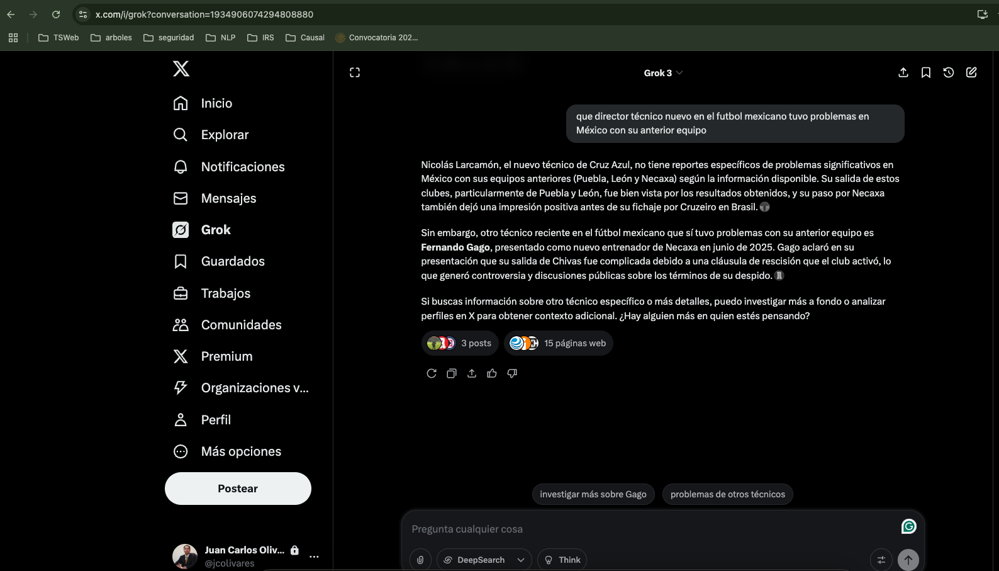 x.com/i/grok?conversation=1934906074294808880
TSWeb
arboles
seguridad
NLP
IRS
Causal
Convocatoria 202...
Inicio
Explorar
Notificaciones
Mensajes
Grok
Guardados
Trabajos
Comunidades
Premium
Organizaciones v...
Perfil
Más opciones
Postear
Juan Carlos Oliv...
@jcolivares
Grok 3
que director técnico nuevo en el futbol mexicano tuvo problemas en
México con su anterior equipo
Nicolás Larcamón, el nuevo técnico de Cruz Azul, no tiene reportes específicos de problemas significativos en
México con sus equipos anteriores (Puebla, León y Necaxa) según la información disponible. Su salida de estos
clubes, particularmente de Puebla y León, fue bien vista por los resultados obtenidos, y su paso por Necaxa
también dejó una impresión positiva antes de su fichaje por Cruzeiro en Brasil.
Sin embargo, otro técnico reciente en el fútbol mexicano que sí tuvo problemas con su anterior equipo es
Fernando Gago, presentado como nuevo entrenador de Necaxa en junio de 2025. Gago aclaró en su
presentación que su salida de Chivas fue complicada debido a una cláusula de rescisión que el club activó, lo
que generó controversia y discusiones públicas sobre los términos de su despido.
Si buscas información sobre otro técnico específico o más detalles, puedo investigar más a fondo o analizar
perfiles en X para obtener contexto adicional. ¿Hay alguien más en quien estés pensando?
3 posts
15 páginas web
investigar más sobre Gago
problemas de otros técnicos
Pregunta cualquier cosa
DeepSearch
Think